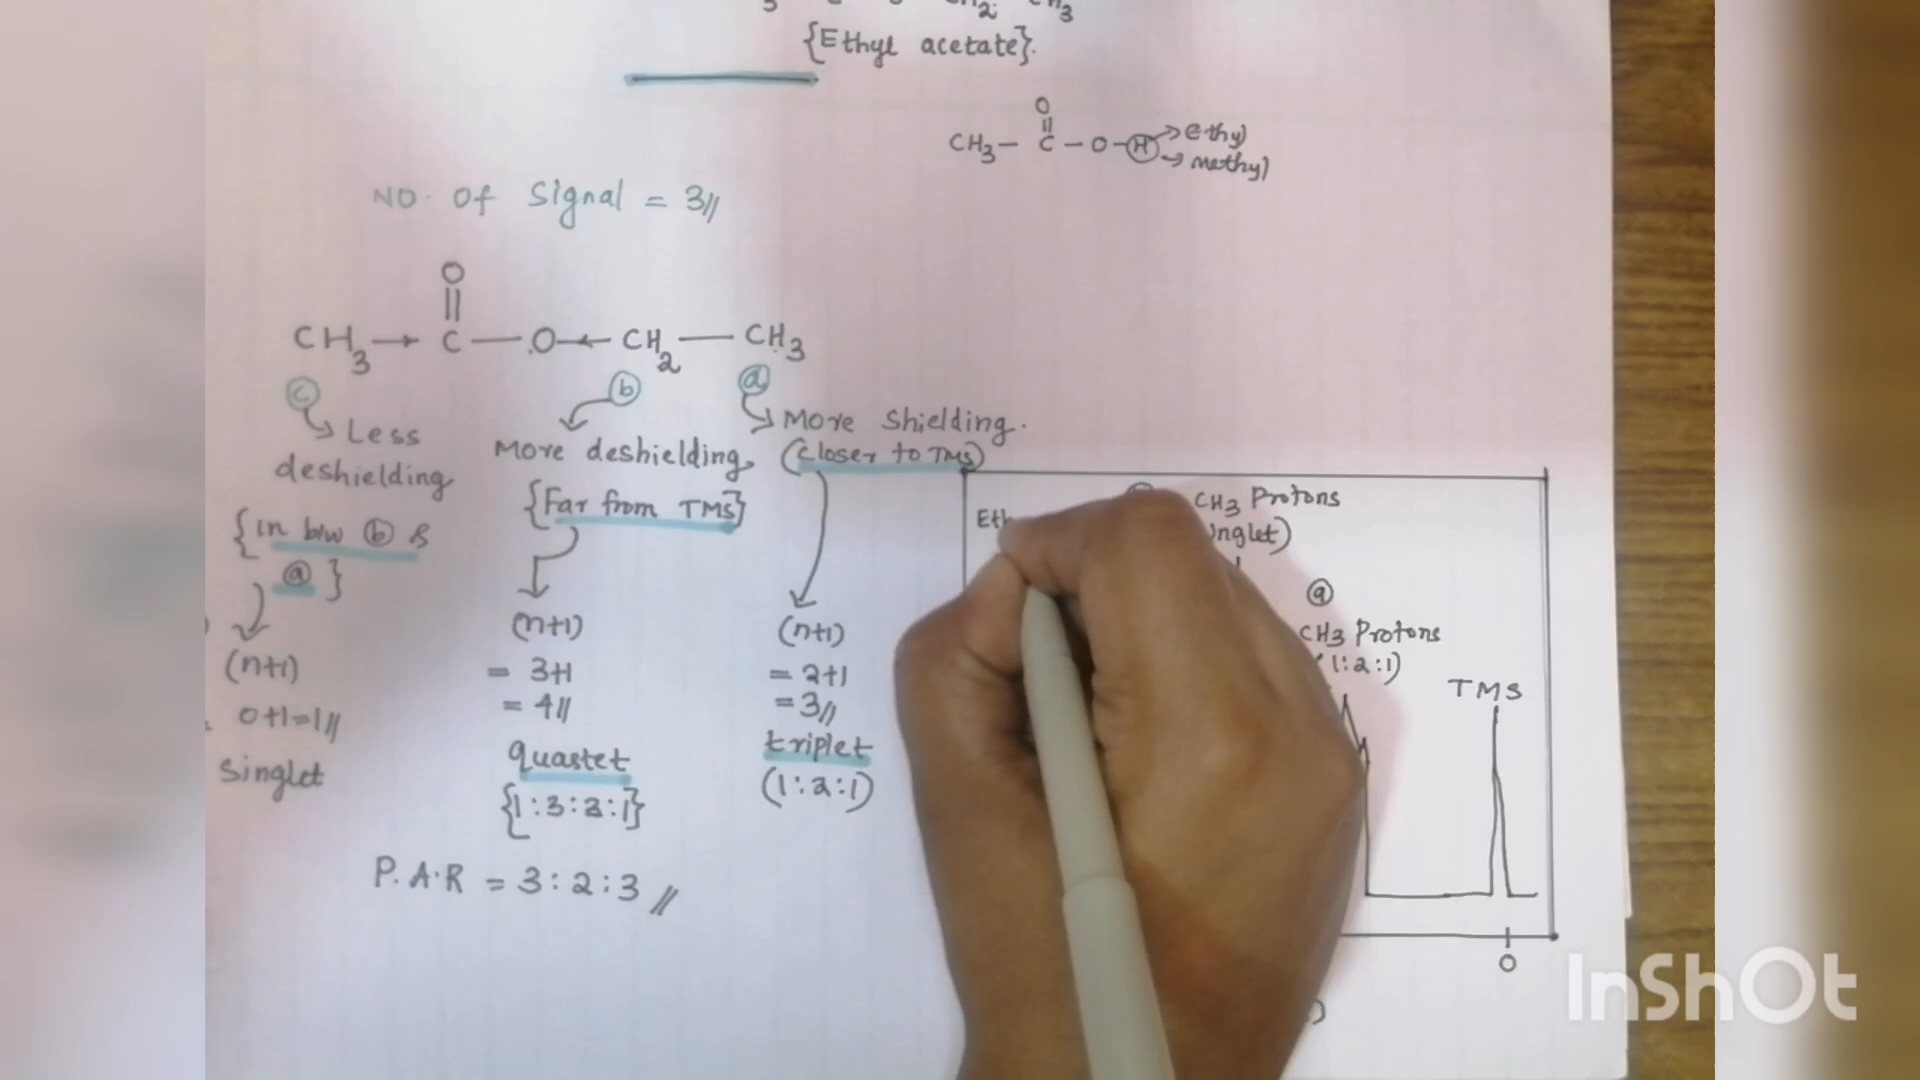 {Ethyl acetate}.
O
CH3 - C - O - H → ethyl
→ methyl
NO. Of Signal = 3//
O
CH3 → C — O ← CH2 — CH3
c b a
Less deshielding
{in b/w b & a}
(n+1)
0+1=1//
Singlet
More deshielding
{Far from TMS}
(n+1)
= 3+1
= 4//
quartet
{1:3:3:1}
More Shielding.
(closer to TMS)
(n+1)
= 2+1
= 3//
triplet
(1:2:1)
P.A.R = 3:2:3 //
Eth
CH3 Protons
nglet)
a
CH3 Protons
(1:2:1)
TMS
0
InShOt